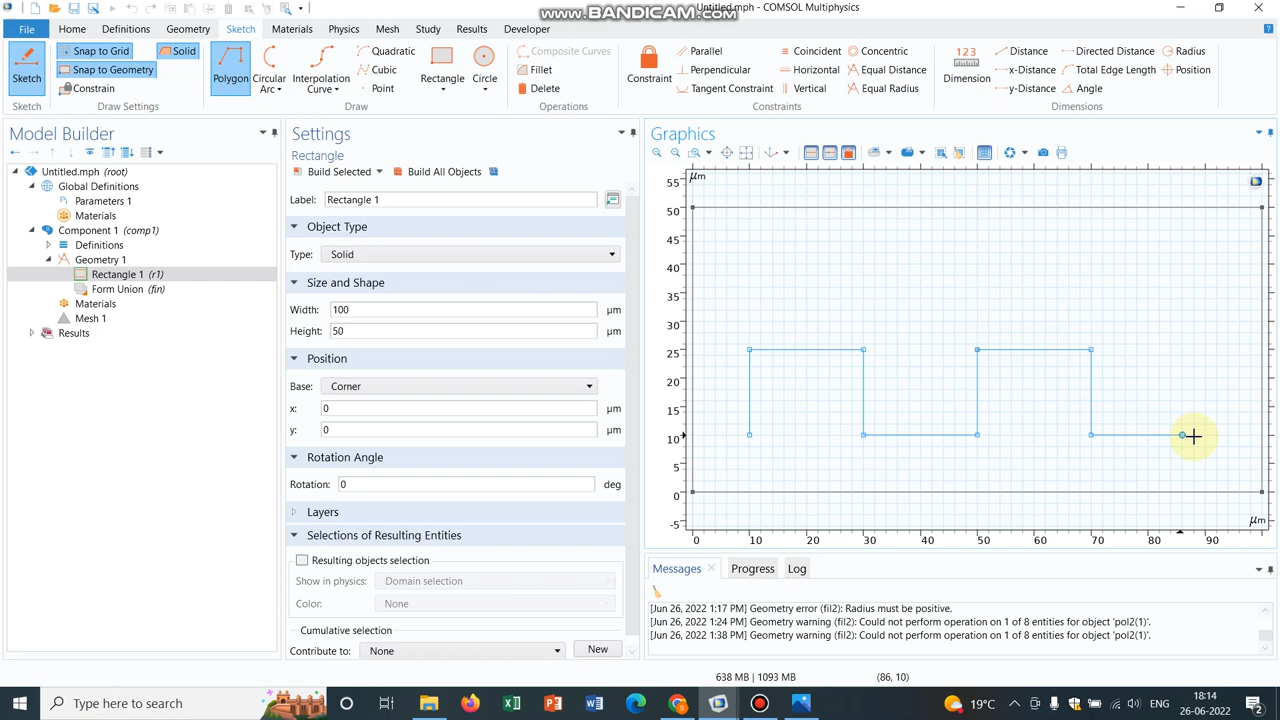 www.BANDICAM.com
Untitled.mph - COMSOL Multiphysics
File Home Definitions Geometry Sketch Materials Physics Mesh Study Results Developer
Sketch
Snap to Grid
Snap to Geometry
Constrain
Solid
Polygon
Circular Arc
Interpolation Curve
Quadratic
Cubic
Point
Rectangle
Circle
Composite Curves
Fillet
Delete
Constraint
Parallel
Perpendicular
Tangent Constraint
Coincident
Horizontal
Vertical
Concentric
Equal Distance
Equal Radius
123
Dimension
Distance
x-Distance
y-Distance
Directed Distance
Total Edge Length
Angle
Radius
Position
Sketch Draw Settings Draw Operations Constraints Dimensions
Model Builder
Untitled.mph (root)
Global Definitions
Parameters 1
Materials
Component 1 (comp1)
Definitions
Geometry 1
Rectangle 1 (r1)
Form Union (fin)
Materials
Mesh 1
Results
Settings
Rectangle
Build Selected Build All Objects
Label: Rectangle 1
Object Type
Type: Solid
Size and Shape
Width: 100 µm
Height: 50 µm
Position
Base: Corner
x: 0 µm
y: 0 µm
Rotation Angle
Rotation: 0 deg
Layers
Selections of Resulting Entities
Resulting objects selection
Show in physics: Domain selection
Color: None
Cumulative selection
Contribute to: None New
Graphics
µm
55
50
45
40
35
30
25
20
15
10
5
0
-5
µm
0 10 20 30 40 50 60 70 80 90
Messages Progress Log
[Jun 26, 2022 1:17 PM] Geometry error (fil2): Radius must be positive.
[Jun 26, 2022 1:24 PM] Geometry warning (fil2): Could not perform operation on 1 of 8 entities for object 'pol2(1)'.
[Jun 26, 2022 1:38 PM] Geometry warning (fil2): Could not perform operation on 1 of 8 entities for object 'pol2(1)'.
638 MB | 1093 MB (86, 10)
Type here to search
19°C
ENG
18:14
26-06-2022
2